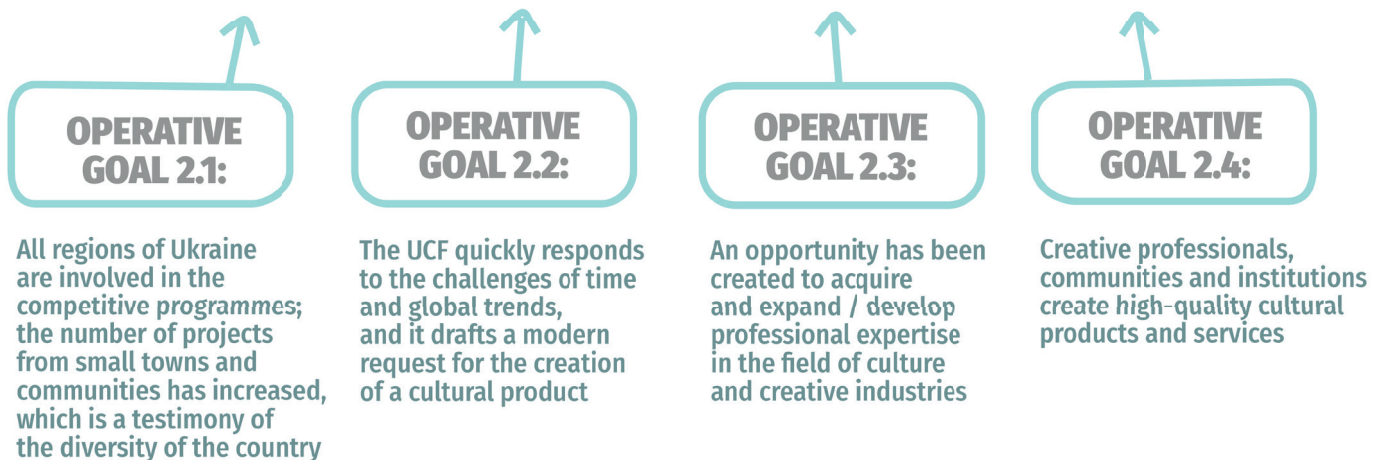 OPERATIVE
GOAL 2.1:
All regions of Ukraine
are involved in the
competitive programmes;
the number of projects
from small towns and
communities has increased,
which is a testimony of
the diversity of the country
OPERATIVE
GOAL 2.2:
The UCF quickly responds
to the challenges of time
and global trends,
and it drafts a modern
request for the creation
of a cultural product
OPERATIVE
GOAL 2.3:
An opportunity has been
created to acquire
and expand / develop
professional expertise
in the field of culture
and creative industries
OPERATIVE
GOAL 2.4:
Creative professionals,
communities and institutions
create high-quality cultural
products and services